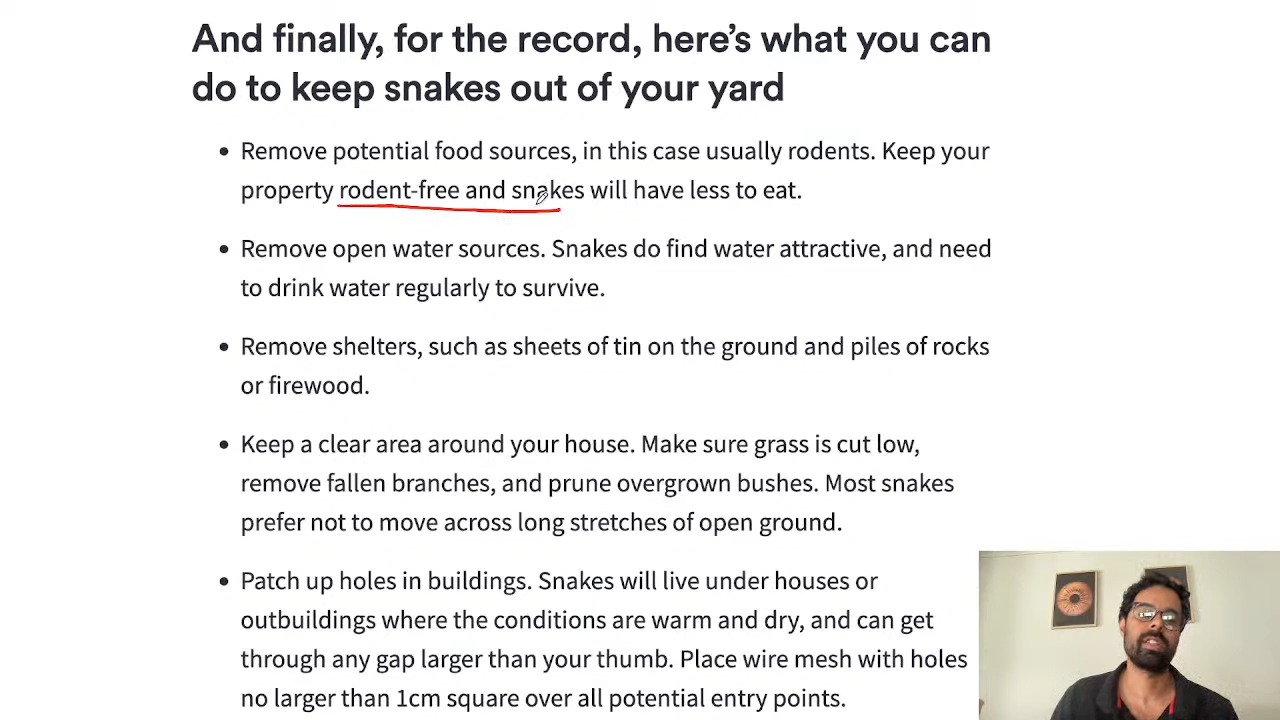 And finally, for the record, here’s what you can
do to keep snakes out of your yard
• Remove potential food sources, in this case usually rodents. Keep your
property rodent-free and snakes will have less to eat.
• Remove open water sources. Snakes do find water attractive, and need
to drink water regularly to survive.
• Remove shelters, such as sheets of tin on the ground and piles of rocks
or firewood.
• Keep a clear area around your house. Make sure grass is cut low,
remove fallen branches, and prune overgrown bushes. Most snakes
prefer not to move across long stretches of open ground.
• Patch up holes in buildings. Snakes will live under houses or
outbuildings where the conditions are warm and dry, and can get
through any gap larger than your thumb. Place wire mesh with holes
no larger than 1cm square over all potential entry points.